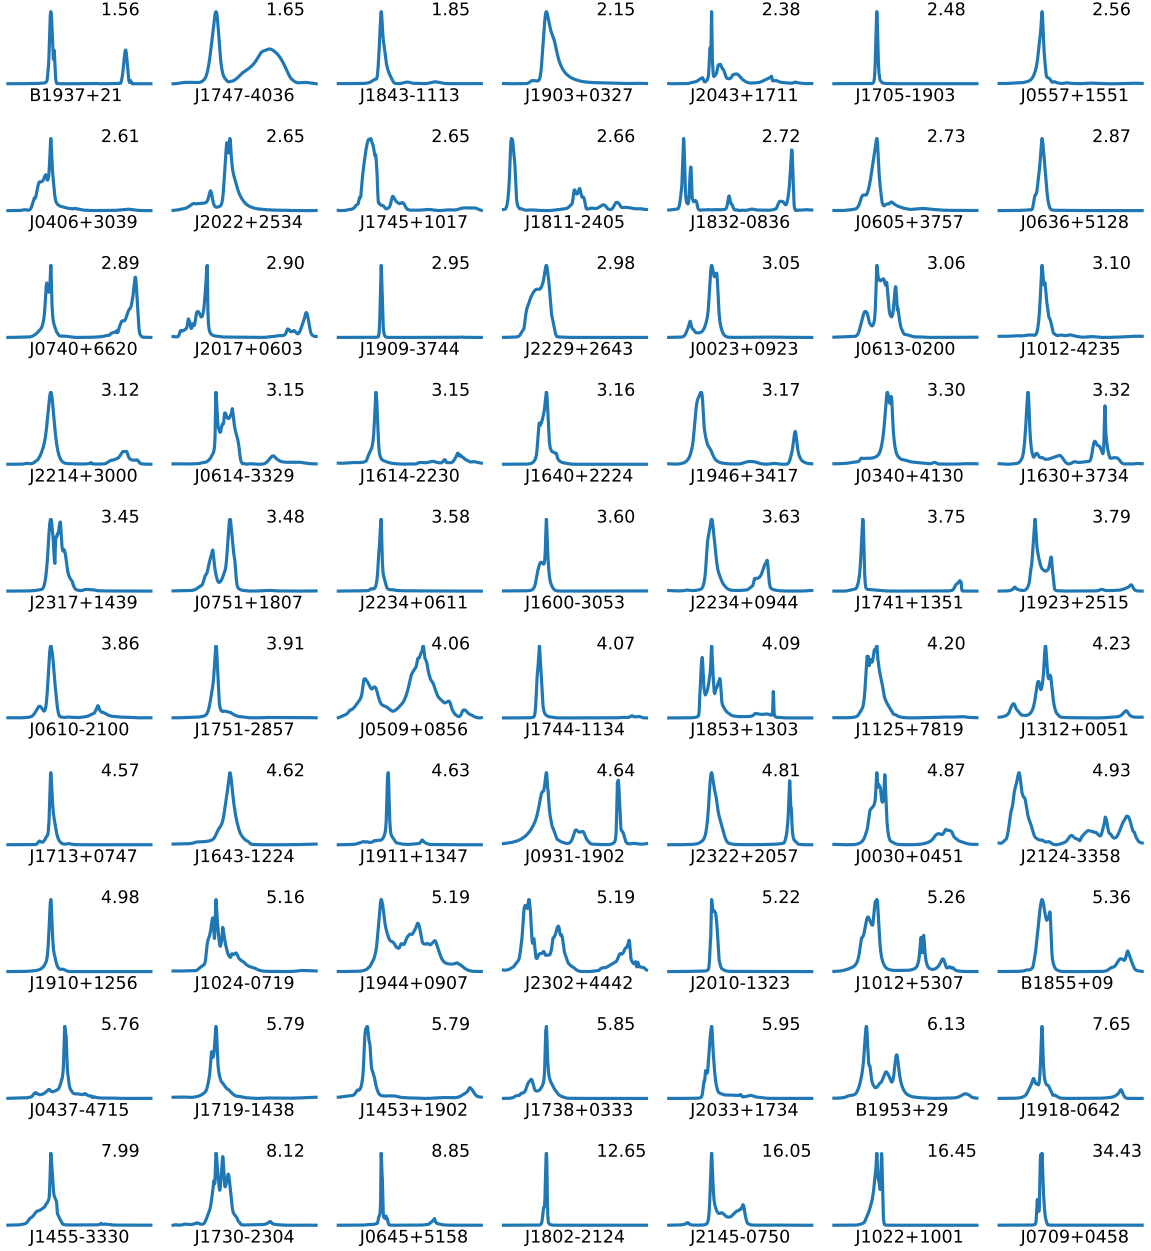 1.56 1.65 1.85 2.15 2.38 2.48 2.56
B1937+21 J1747-4036 J1843-1113 J1903+0327 J2043+1711 J1705-1903 J0557+1551
2.61 2.65 2.65 2.66 2.72 2.73 2.87
J0406+3039 J2022+2534 J1745+1017 J1811-2405 J1832-0836 J0605+3757 J0636+5128
2.89 2.90 2.95 2.98 3.05 3.06 3.10
J0740+6620 J2017+0603 J1909-3744 J2229+2643 J0023+0923 J0613-0200 J1012-4235
3.12 3.15 3.15 3.16 3.17 3.30 3.32
J2214+3000 J0614-3329 J1614-2230 J1640+2224 J1946+3417 J0340+4130 J1630+3734
3.45 3.48 3.58 3.60 3.63 3.75 3.79
J2317+1439 J0751+1807 J2234+0611 J1600-3053 J2234+0944 J1741+1351 J1923+2515
3.86 3.91 4.06 4.07 4.09 4.20 4.23
J0610-2100 J1751-2857 J0509+0856 J1744-1134 J1853+1303 J1125+7819 J1312+0051
4.57 4.62 4.63 4.64 4.81 4.87 4.93
J1713+0747 J1643-1224 J1911+1347 J0931-1902 J2322+2057 J0030+0451 J2124-3358
4.98 5.16 5.19 5.19 5.22 5.26 5.36
J1910+1256 J1024-0719 J1944+0907 J2302+4442 J2010-1323 J1012+5307 B1855+09
5.76 5.79 5.79 5.85 5.95 6.13 7.65
J0437-4715 J1719-1438 J1453+1902 J1738+0333 J2033+1734 B1953+29 J1918-0642
7.99 8.12 8.85 12.65 16.05 16.45 34.43
J1455-3330 J1730-2304 J0645+5158 J1802-2124 J2145-0750 J1022+1001 J0709+0458